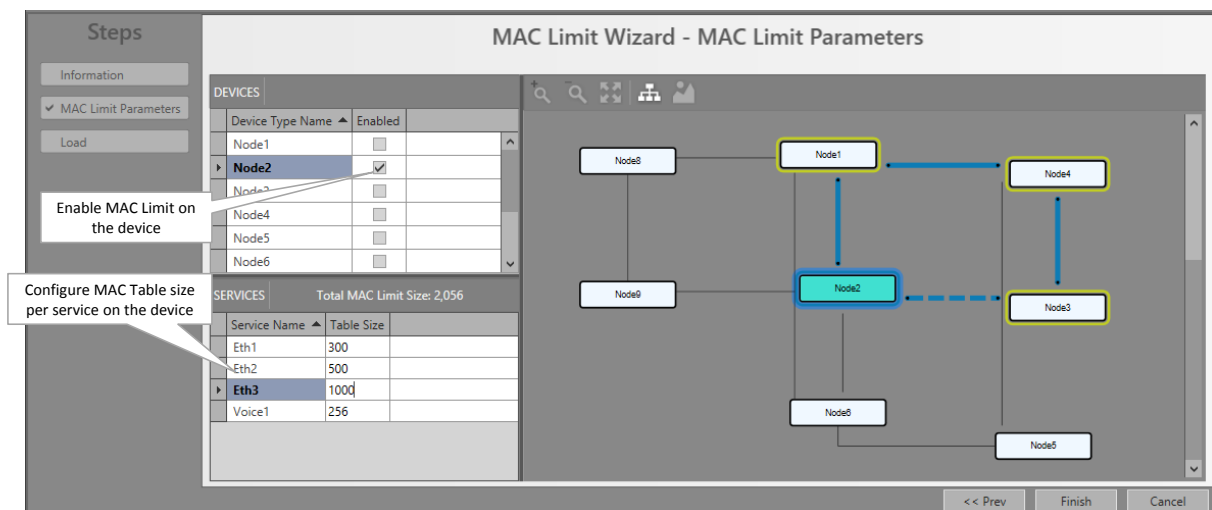 Steps
Information
MAC Limit Parameters
Load
MAC Limit Wizard - MAC Limit Parameters
DEVICES
Device Type Name Enabled
Node1
Node2
Node4
Node5
Node6
Enable MAC Limit on
the device
SERVICES Total MAC Limit Size: 2,056
Service Name Table Size
Eth1 300
Eth2 500
Eth3 1000
Voice1 256
Configure MAC Table size
per service on the device
Node8
Node1
Node4
Node9
Node2
Node3
Node6
Node5
<< Prev Finish Cancel